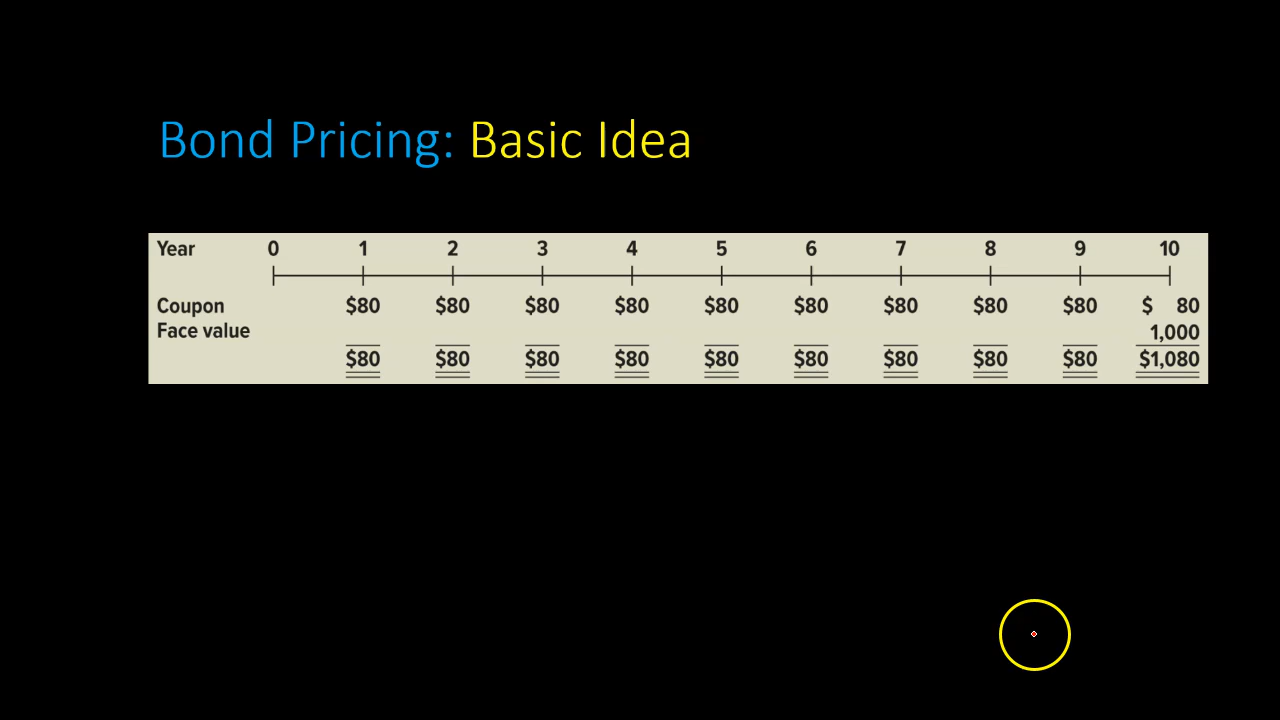 Bond Pricing: Basic Idea
Year 0 1 2 3 4 5 6 7 8 9 10
Coupon $80 $80 $80 $80 $80 $80 $80 $80 $80 $ 80
Face value 1,000
$80 $80 $80 $80 $80 $80 $80 $80 $80 $1,080